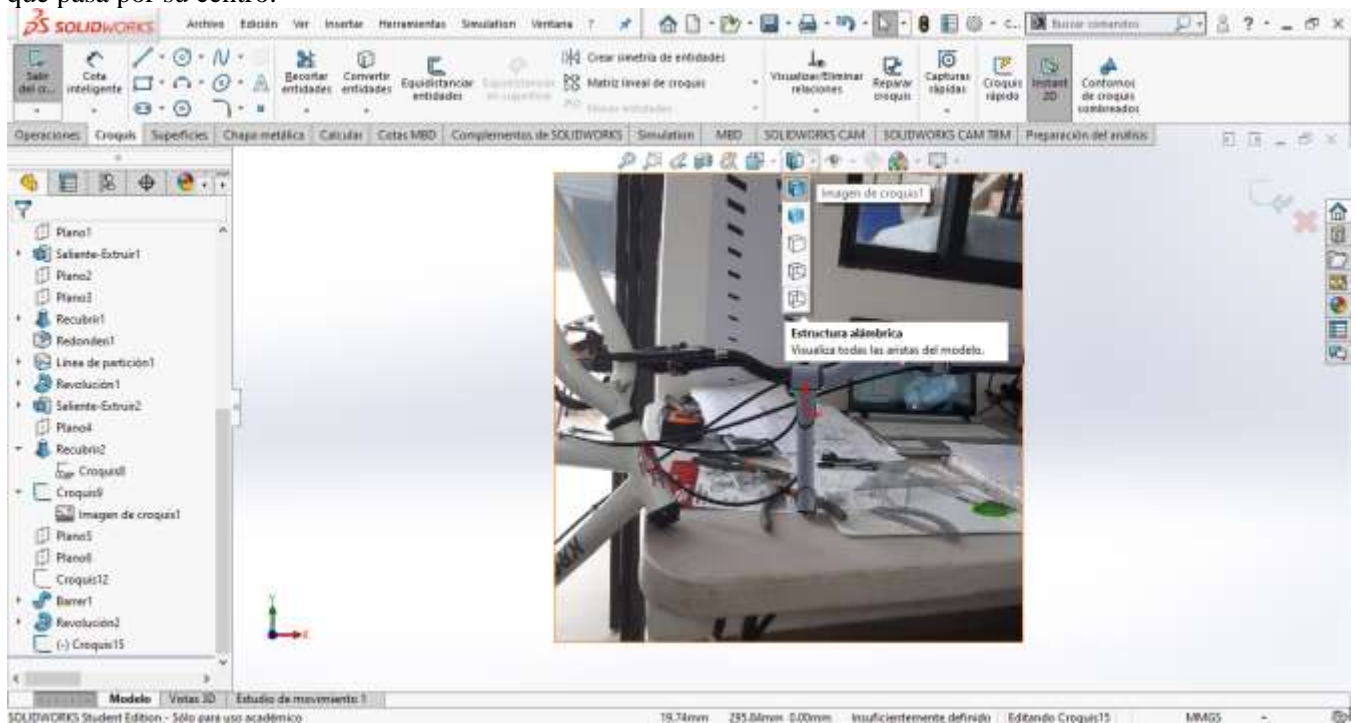 que pasa por su centro.
SOLIDWORKS Archivo Edición Ver Insertar Herramientas Simulation Ventana ? Buscar comandos
Salir del cr... Cota inteligente Recortar entidades Convertir entidades Equidistanciar entidades Crear simetría de entidades Matriz lineal de croquis Visualizar/Eliminar relaciones Reparar croquis Capturas rápidas Croquis rápido Instant 2D Contornos de croquis sombreados
Operaciones Croquis Superficies Chapa metálica Calcular Cotas MBD Complementos de SOLIDWORKS Simulation MBD SOLIDWORKS CAM SOLIDWORKS CAM TBM Preparación del análisis
Imagen de croquis1
Plano1
Saliente-Extruir1
Plano2
Plano3
Recubrir1
Redondeo1
Línea de partición1
Revolución1
Saliente-Extruir2
Plano4
Recubrir2
Croquis8
Croquis9
Imagen de croquis1
Plano5
Plano6
Croquis12
Barrer1
Revolución2
(-) Croquis15
Estructura alámbrica
Visualiza todas las aristas del modelo.
Y
X
Modelo Vistas 3D Estudio de movimiento 1
SOLIDWORKS Student Edition - Sólo para uso académico 19.74mm 295.84mm 0.00mm Insuficientemente definido Editando Croquis15 MMGS